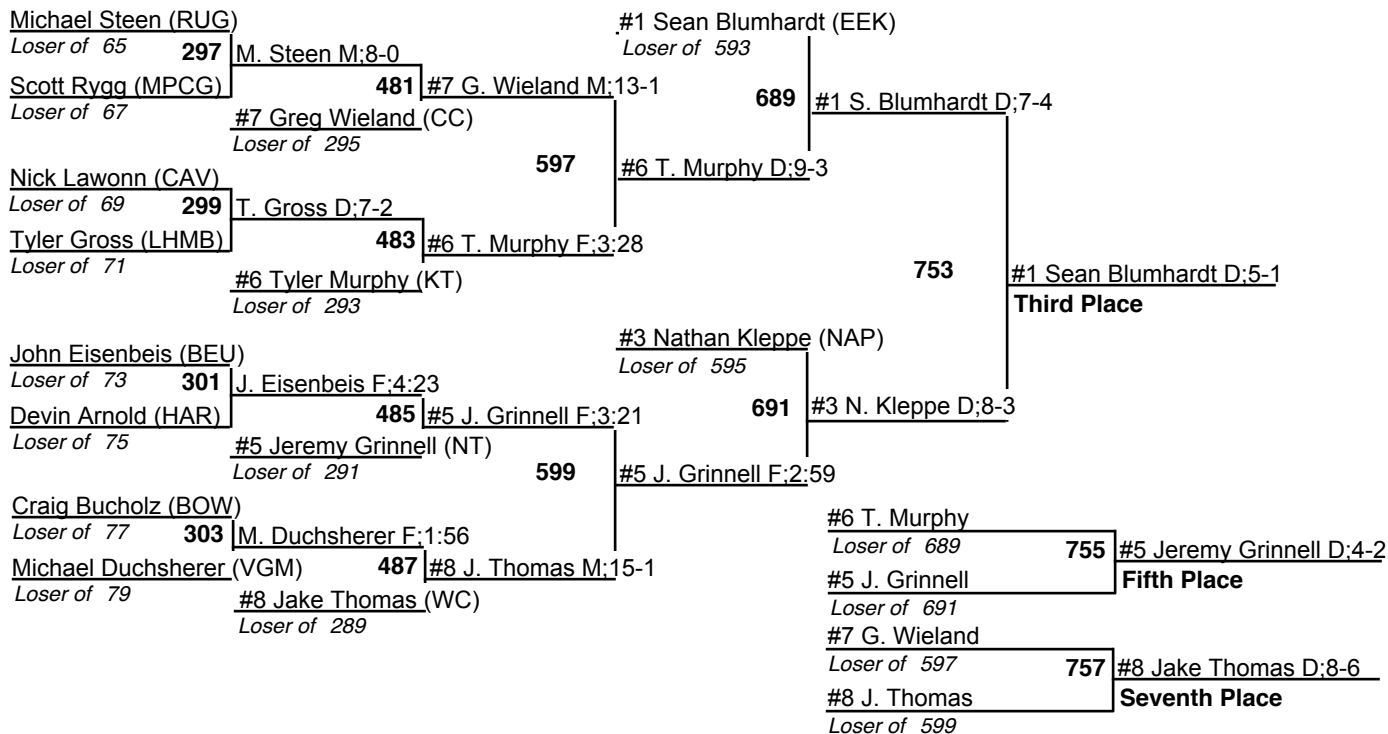 Michael Steen (RUG)
Loser of 65
297
M. Steen M;8-0
Scott Rygg (MPCG)
Loser of 67
481
#7 G. Wieland M;13-1
#7 Greg Wieland (CC)
Loser of 295
Nick Lawonn (CAV)
Loser of 69
299
T. Gross D;7-2
Tyler Gross (LHMB)
Loser of 71
483
#6 T. Murphy F;3:28
#6 Tyler Murphy (KT)
Loser of 293
597
#6 T. Murphy D;9-3
#1 Sean Blumhardt (EEK)
Loser of 593
689
#1 S. Blumhardt D;7-4
John Eisenbeis (BEU)
Loser of 73
301
J. Eisenbeis F;4:23
Devin Arnold (HAR)
Loser of 75
485
#5 J. Grinnell F;3:21
#5 Jeremy Grinnell (NT)
Loser of 291
Craig Bucholz (BOW)
Loser of 77
303
M. Duchsherer F;1:56
Michael Duchsherer (VGM)
Loser of 79
487
#8 J. Thomas M;15-1
#8 Jake Thomas (WC)
Loser of 289
599
#5 J. Grinnell F;2:59
#3 Nathan Kleppe (NAP)
Loser of 595
691
#3 N. Kleppe D;8-3
753
#1 Sean Blumhardt D;5-1
Third Place
#6 T. Murphy
Loser of 689
755
#5 Jeremy Grinnell D;4-2
#5 J. Grinnell
Fifth Place
Loser of 691
#7 G. Wieland
Loser of 597
757
#8 Jake Thomas D;8-6
#8 J. Thomas
Seventh Place
Loser of 599